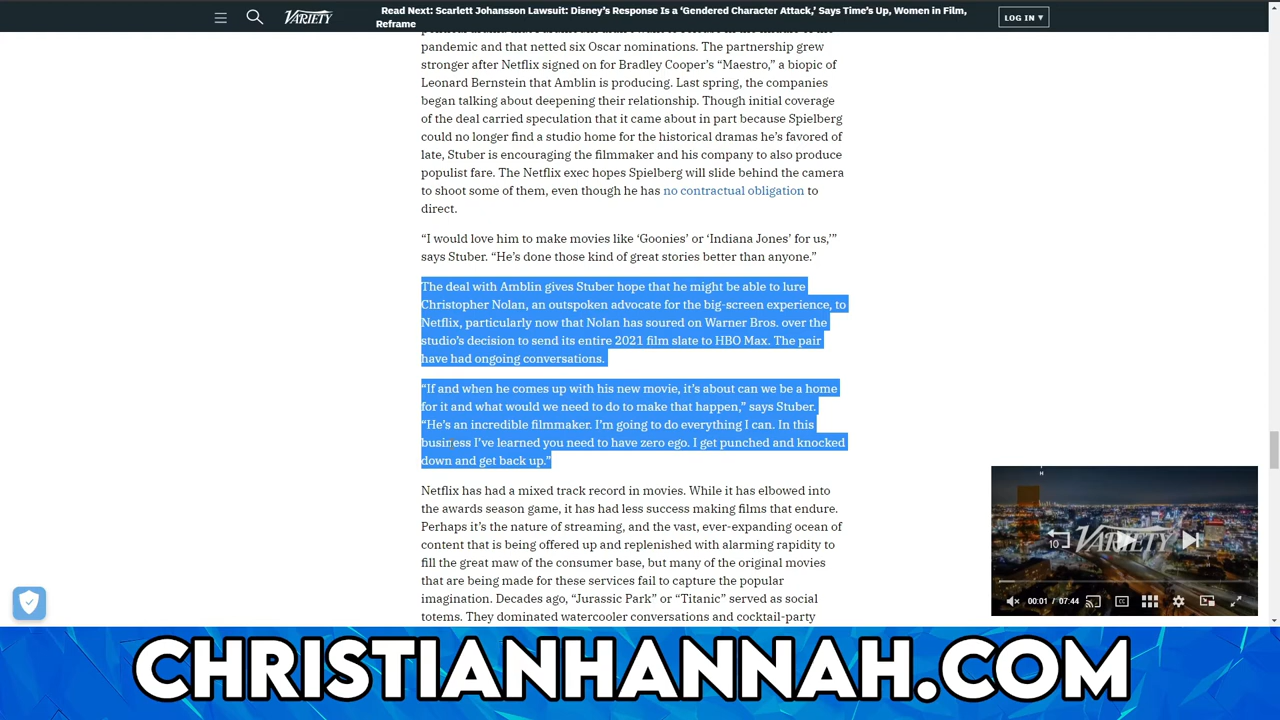 VARIETY
Read Next: Scarlett Johansson Lawsuit: Disney’s Response Is a ‘Gendered Character Attack,’ Says Time’s Up, Women in Film,
Reframe
LOG IN ▾
pandemic and that netted six Oscar nominations. The partnership grew
stronger after Netflix signed on for Bradley Cooper’s “Maestro,” a biopic of
Leonard Bernstein that Amblin is producing. Last spring, the companies
began talking about deepening their relationship. Though initial coverage
of the deal carried speculation that it came about in part because Spielberg
could no longer find a studio home for the historical dramas he’s favored of
late, Stuber is encouraging the filmmaker and his company to also produce
populist fare. The Netflix exec hopes Spielberg will slide behind the camera
to shoot some of them, even though he has no contractual obligation to
direct.
“I would love him to make movies like ‘Goonies’ or ‘Indiana Jones’ for us,’”
says Stuber. “He’s done those kind of great stories better than anyone.”
The deal with Amblin gives Stuber hope that he might be able to lure
Christopher Nolan, an outspoken advocate for the big-screen experience, to
Netflix, particularly now that Nolan has soured on Warner Bros. over the
studio’s decision to send its entire 2021 film slate to HBO Max. The pair
have had ongoing conversations.
“If and when he comes up with his new movie, it’s about can we be a home
for it and what would we need to do to make that happen,” says Stuber.
“He’s an incredible filmmaker. I’m going to do everything I can. In this
business I’ve learned you need to have zero ego. I get punched and knocked
down and get back up.”
Netflix has had a mixed track record in movies. While it has elbowed into
the awards season game, it has had less success making films that endure.
Perhaps it’s the nature of streaming, and the vast, ever-expanding ocean of
content that is being offered up and replenished with alarming rapidity to
fill the great maw of the consumer base, but many of the original movies
that are being made for these services fail to capture the popular
imagination. Decades ago, “Jurassic Park” or “Titanic” served as social
totems. They dominated watercooler conversations and cocktail-party
VARIETY
10
00:01 / 07:44
CC
CHRISTIANHANNAH.COM